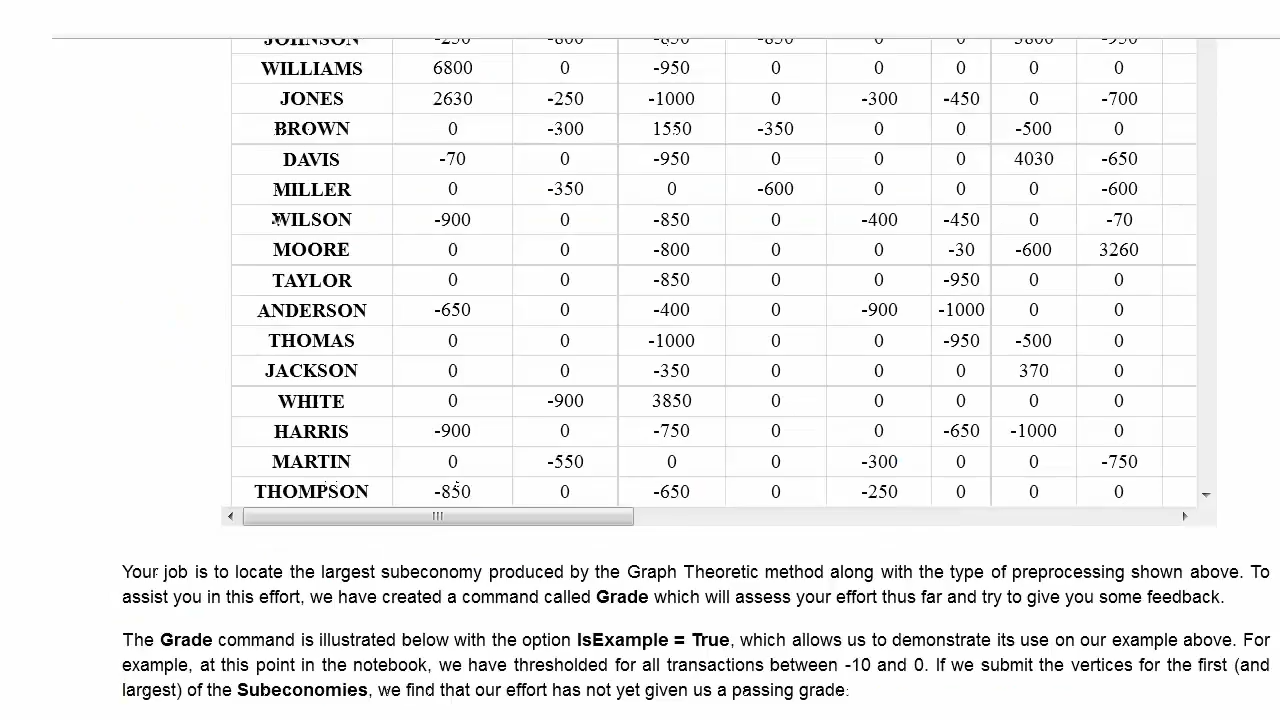 JOHNSON -250 -800 -850 -850 0 0 3800 -950
WILLIAMS 6800 0 -950 0 0 0 0 0
JONES 2630 -250 -1000 0 -300 -450 0 -700
BROWN 0 -300 1550 -350 0 0 -500 0
DAVIS -70 0 -950 0 0 0 4030 -650
MILLER 0 -350 0 -600 0 0 0 -600
WILSON -900 0 -850 0 -400 -450 0 -70
MOORE 0 0 -800 0 0 -30 -600 3260
TAYLOR 0 0 -850 0 0 -950 0 0
ANDERSON -650 0 -400 0 -900 -1000 0 0
THOMAS 0 0 -1000 0 0 -950 -500 0
JACKSON 0 0 -350 0 0 0 370 0
WHITE 0 -900 3850 0 0 0 0 0
HARRIS -900 0 -750 0 0 -650 -1000 0
MARTIN 0 -550 0 0 -300 0 0 -750
THOMPSON -850 0 -650 0 -250 0 0 0
Your job is to locate the largest subeconomy produced by the Graph Theoretic method along with the type of preprocessing shown above. To
assist you in this effort, we have created a command called Grade which will assess your effort thus far and try to give you some feedback.
The Grade command is illustrated below with the option IsExample = True, which allows us to demonstrate its use on our example above. For
example, at this point in the notebook, we have thresholded for all transactions between -10 and 0. If we submit the vertices for the first (and
largest) of the Subeconomies, we find that our effort has not yet given us a passing grade: